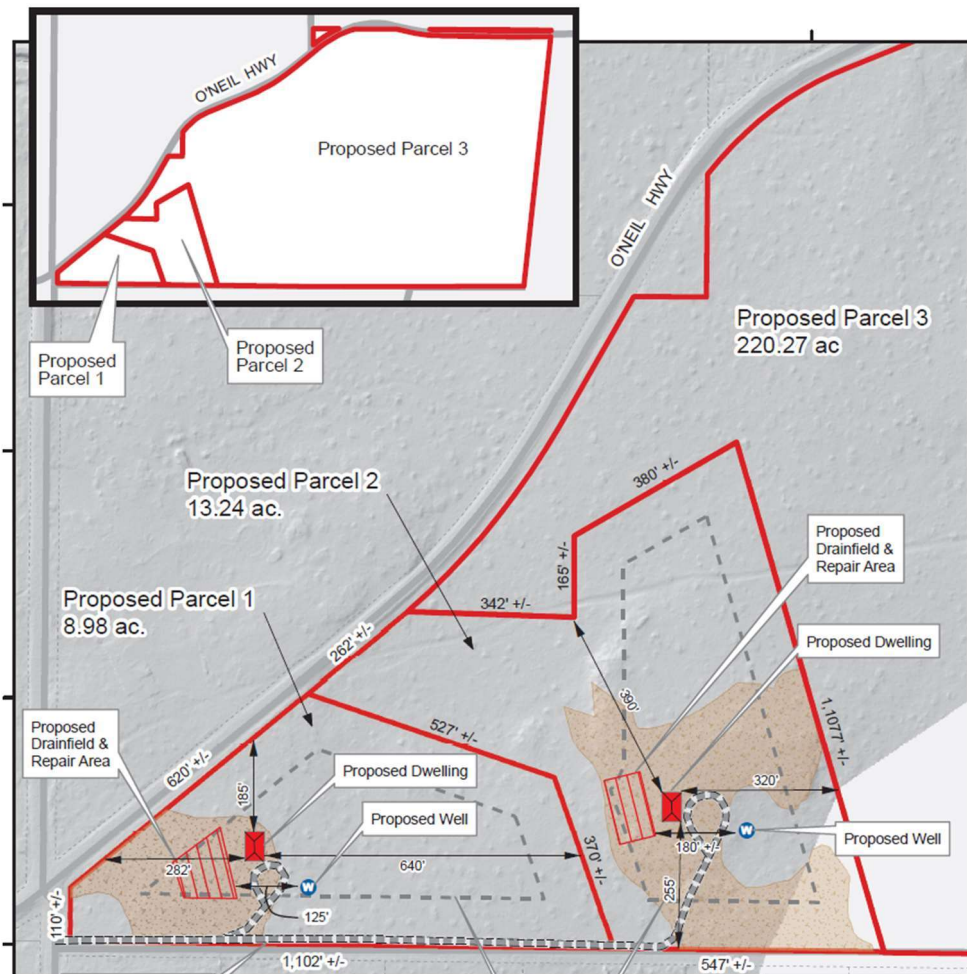 O'NEIL HWY
Proposed Parcel 3
Proposed
Parcel 1
Proposed
Parcel 2
O'NEIL HWY
Proposed Parcel 3
220.27 ac
Proposed Parcel 2
13.24 ac.
380' +/-
165' +/-
Proposed
Drainfield &
Repair Area
Proposed Parcel 1
8.98 ac.
342' +/-
262' +/-
Proposed Dwelling
390'
527' +/-
1,1077' +/-
Proposed
Drainfield &
Repair Area
620' +/-
185'
Proposed Dwelling
320'
Proposed Well
W
180' +/-
Proposed Well
W
282'
640'
370' +/-
255'
125'
110' +/-
1,102' +/-
547' +/-